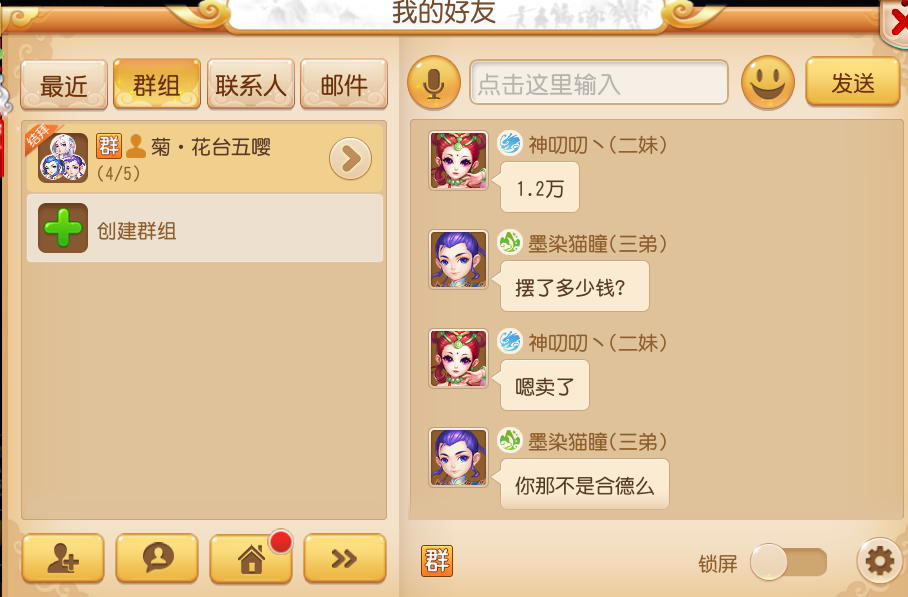 我的好友
最近 群组 联系人 邮件
结拜
群 菊·花台五嘤
(4/5)
创建群组
点击这里输入 发送
神叨叨丶(二妹)
1.2万
墨染猫瞳(三弟)
摆了多少钱?
神叨叨丶(二妹)
嗯卖了
墨染猫瞳(三弟)
你那不是合德么
群 锁屏